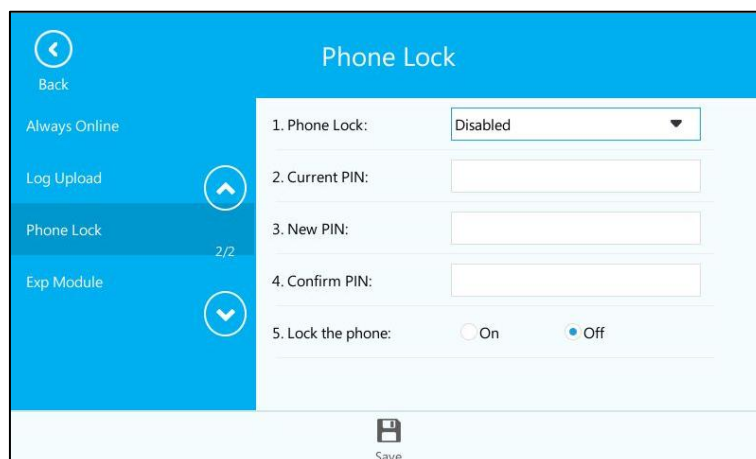 Phone Lock
Back
Always Online
Log Upload
Phone Lock
2/2
Exp Module
1. Phone Lock: Disabled
2. Current PIN:
3. New PIN:
4. Confirm PIN:
5. Lock the phone: On Off
Save